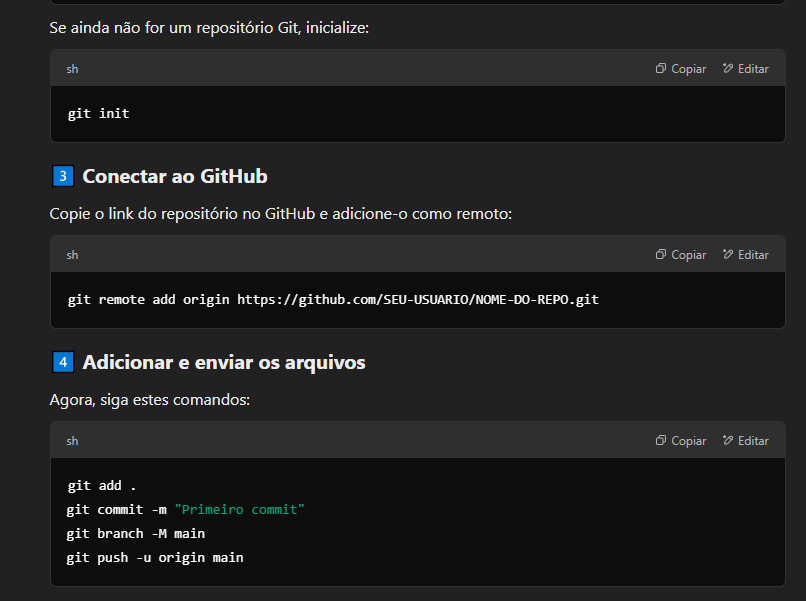 Se ainda não for um repositório Git, inicialize:
sh Copiar Editar
git init
3 Conectar ao GitHub
Copie o link do repositório no GitHub e adicione-o como remoto:
sh Copiar Editar
git remote add origin https://github.com/SEU-USUARIO/NOME-DO-REPO.git
4 Adicionar e enviar os arquivos
Agora, siga estes comandos:
sh Copiar Editar
git add .
git commit -m "Primeiro commit"
git branch -M main
git push -u origin main